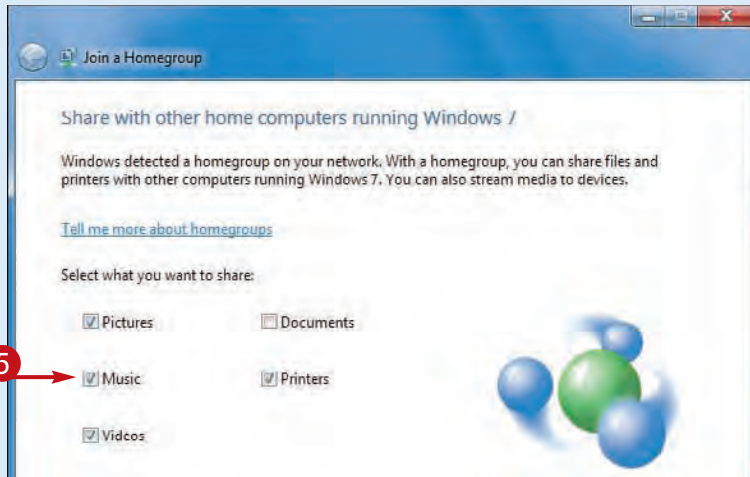 Join a Homegroup
Share with other home computers running Windows 7
Windows detected a homegroup on your network. With a homegroup, you can share files and
printers with other computers running Windows 7. You can also stream media to devices.
Tell me more about homegroups
Select what you want to share:
Pictures
Documents
5
Music
Printers
Videos